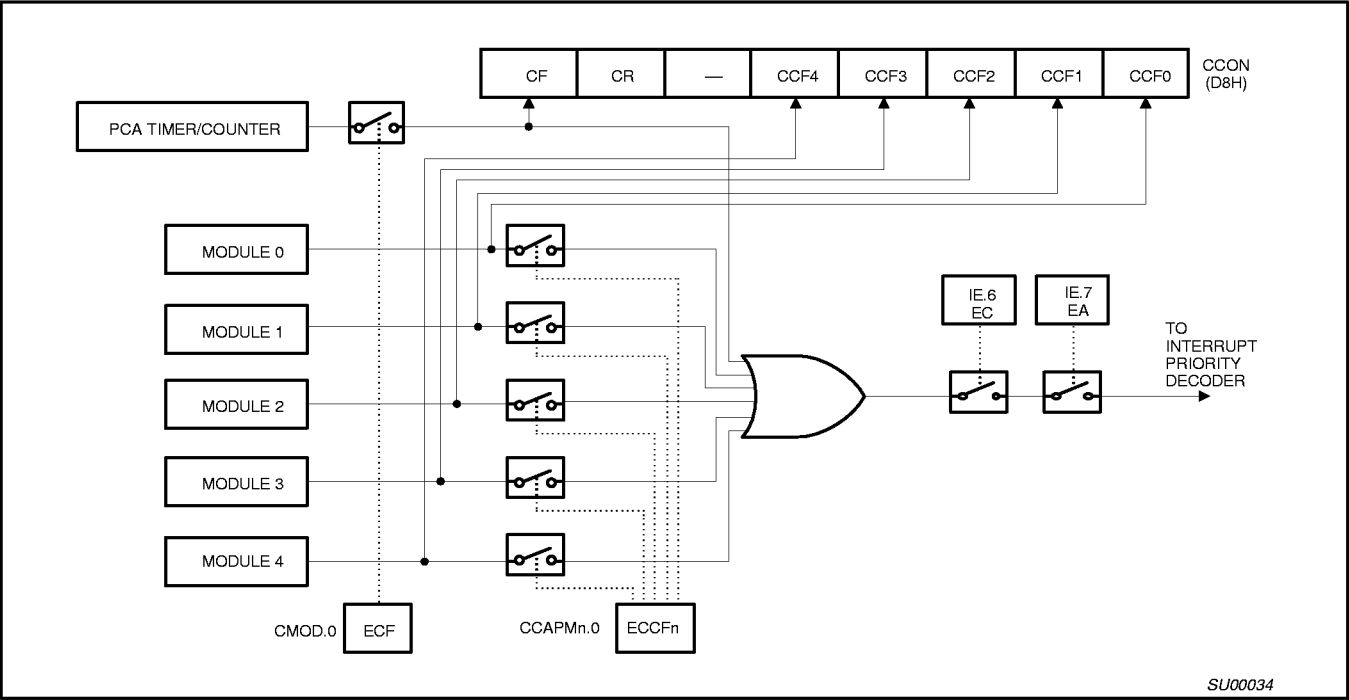 CF CR — CCF4 CCF3 CCF2 CCF1 CCF0
CCON
(D8H)
PCA TIMER/COUNTER
MODULE 0
MODULE 1
MODULE 2
MODULE 3
MODULE 4
IE.6
EC
IE.7
EA
TO
INTERRUPT
PRIORITY
DECODER
CMOD.0 ECF
CCAPMn.0 ECCFn
SU00034